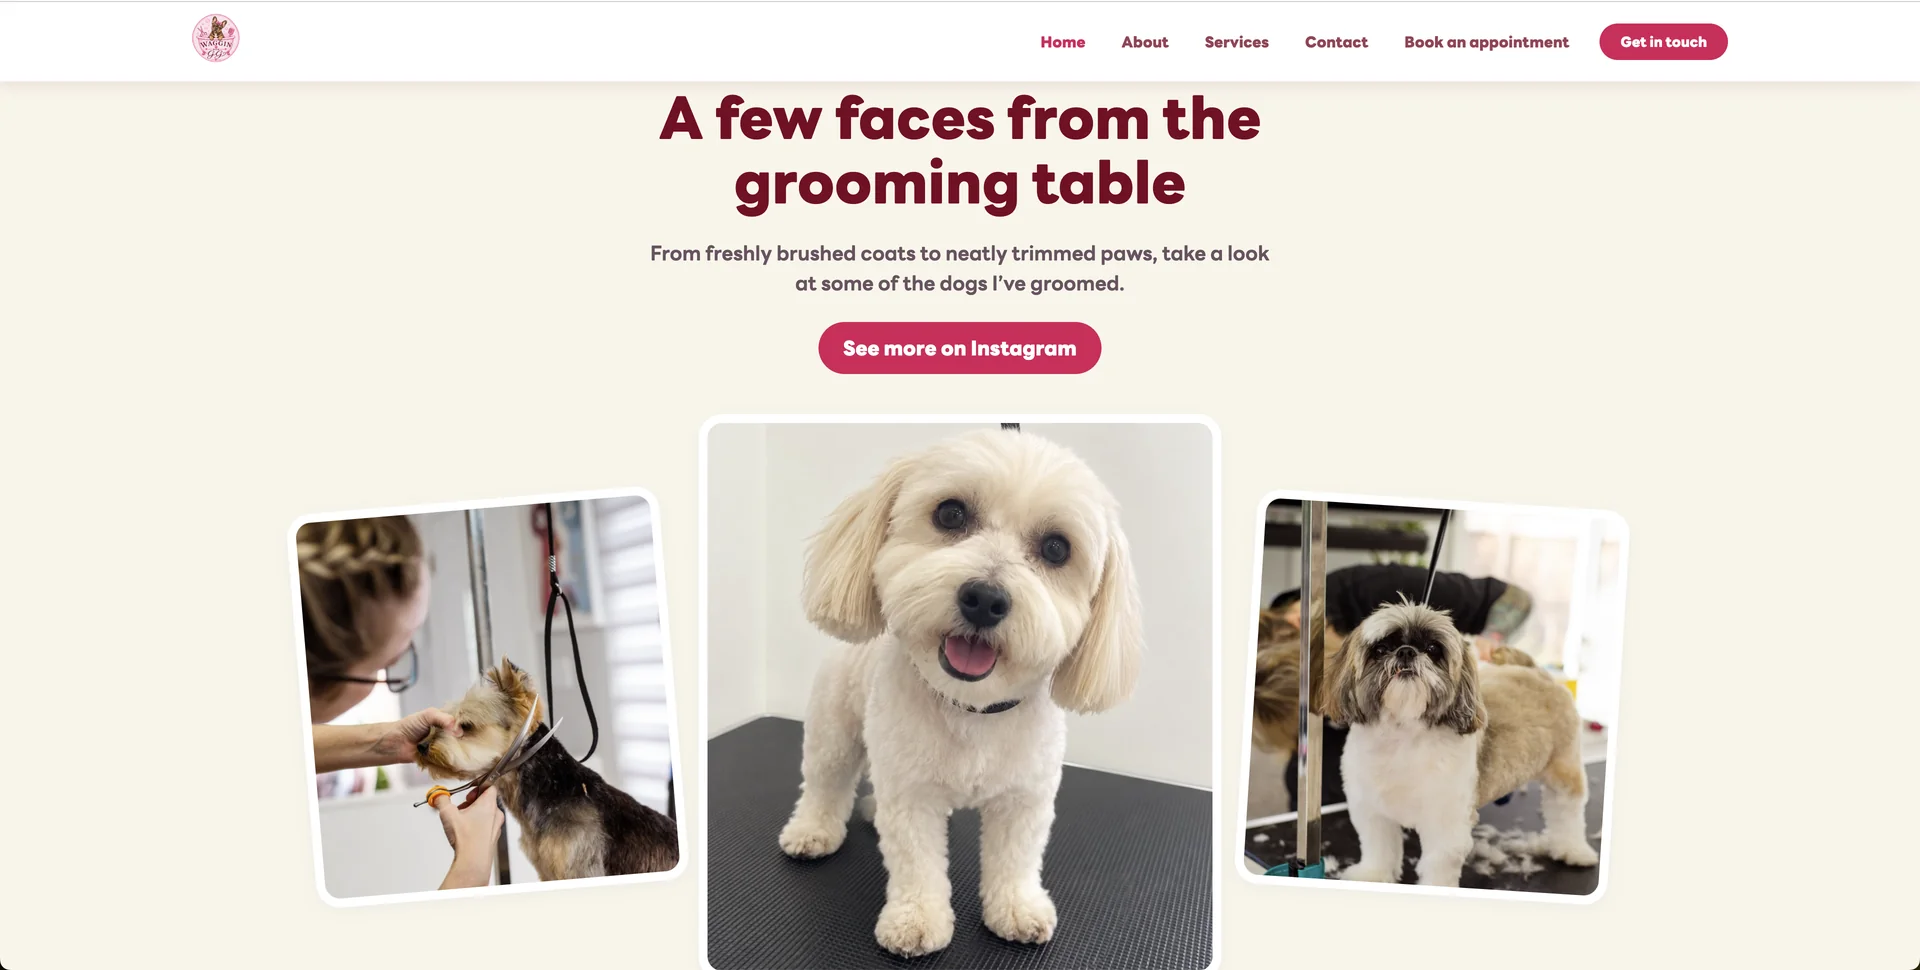 WAGGIN
Home
About
Services
Contact
Book an appointment
Get in touch
A few faces from the
grooming table
From freshly brushed coats to neatly trimmed paws, take a look
at some of the dogs I’ve groomed.
See more on Instagram